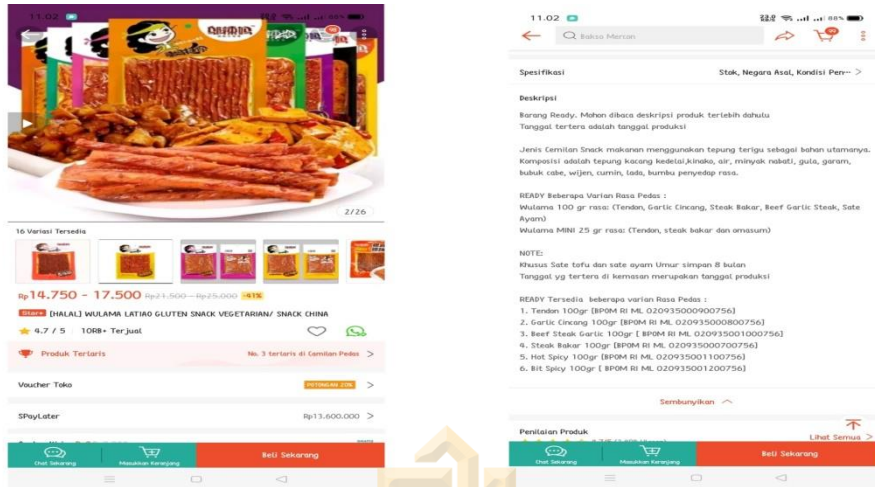 11.02
88%
2/26
16 Variasi Tersedia
Rp14.750 - 17.500 Rp21.500 - Rp25.000 -41%
Star+ [HALAL] WULAMA LATIAO GLUTEN SNACK VEGETARIAN/ SNACK CHINA
4.7 / 5 10RB+ Terjual
Produk Terlaris No. 3 terlaris di Camilan Pedas >
Voucher Toko POTONGAN 20% >
SPayLater Rp13.600.000 >
Chat Sekarang Masukkan Keranjang Beli Sekarang
11.02
88%
Bakso Mercon
99
Spesifikasi Stok, Negara Asal, Kondisi Pen... >
Deskripsi
Barang Ready. Mohon dibaca deskripsi produk terlebih dahulu
Tanggal tertera adalah tanggal produksi
Jenis Cemilan Snack makanan menggunakan tepung terigu sebagai bahan utamanya.
Komposisi adalah tepung kacang kedelai,kinako, air, minyak nabati, gula, garam,
bubuk cabe, wijen, cumin, lada, bumbu penyedap rasa.
READY Beberapa Varian Rasa Pedas :
Wulama 100 gr rasa: (Tendon, Garlic Cincang, Steak Bakar, Beef Garlic Steak, Sate
Ayam)
Wulama MINI 25 gr rasa: (Tendon, steak bakar dan omasum)
NOTE:
Khusus Sate tofu dan sate ayam Umur simpan 8 bulan
Tanggal yg tertera di kemasan merupakan tanggal produksi
READY Tersedia beberapa varian Rasa Pedas :
1. Tendon 100gr [BPOM RI ML 020935000900756]
2. Garlic Cincang 100gr [BPOM RI ML 020935000800756]
3. Beef Steak Garlic 100gr [ BPOM RI ML 020935001000756]
4. Steak Bakar 100gr [BPOM RI ML 020935000700756]
5. Hot Spicy 100gr [BPOM RI ML 020935001100756]
6. Bit Spicy 100gr [ BPOM RI ML 020935001200756]
Sembunyikan
Penilaian Produk
Lihat Semua >
Chat Sekarang Masukkan Keranjang Beli Sekarang